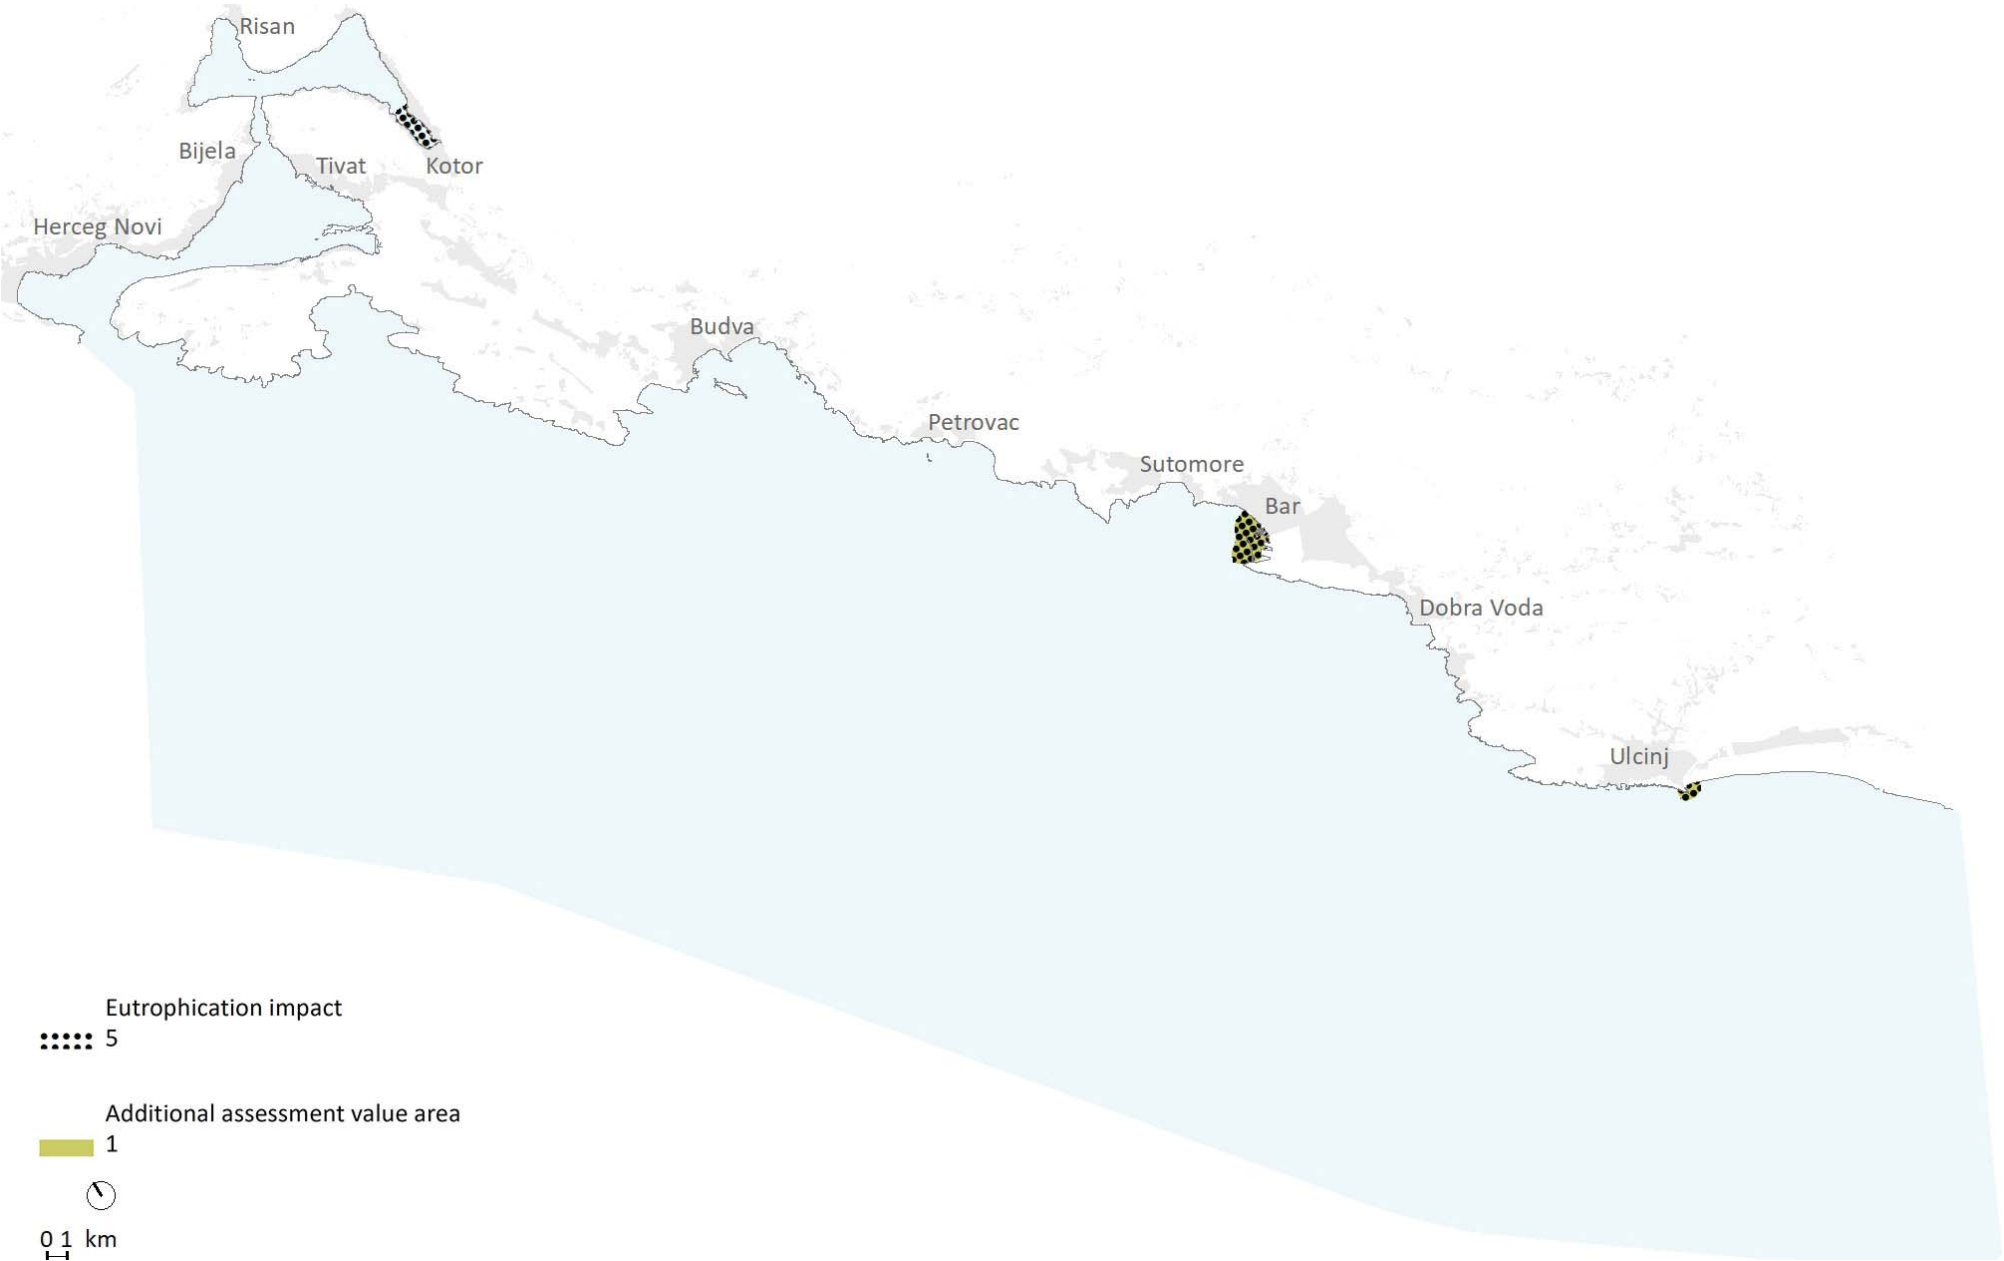 Risan
Bijela
Tivat
Kotor
Herceg Novi
Budva
Petrovac
Sutomore
Bar
Dobra Voda
Ulcinj
Eutrophication impact
5
Additional assessment value area
1
0 1 km